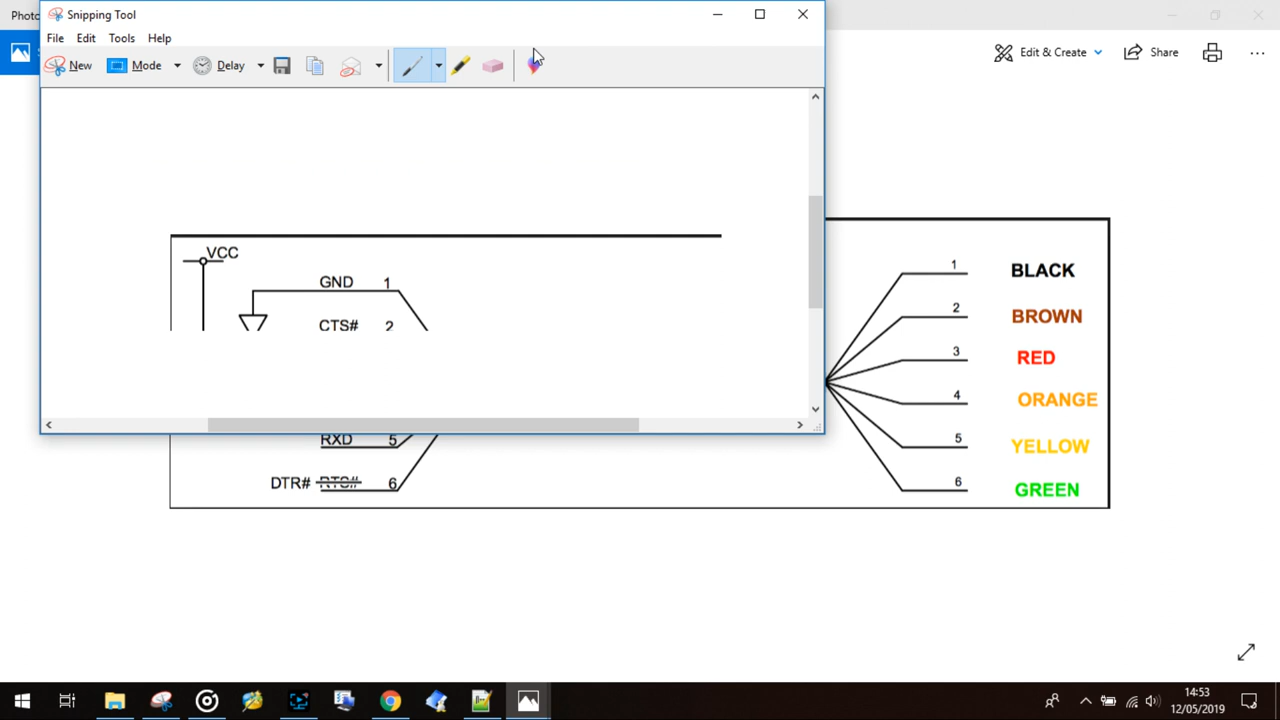 Photo
Snipping Tool
File Edit Tools Help
New Mode Delay
Edit & Create Share
VCC
GND 1
CTS# 2
RXD 5
DTR# RTS# 6
1 BLACK
2 BROWN
3 RED
4 ORANGE
5 YELLOW
6 GREEN
14:53
12/05/2019